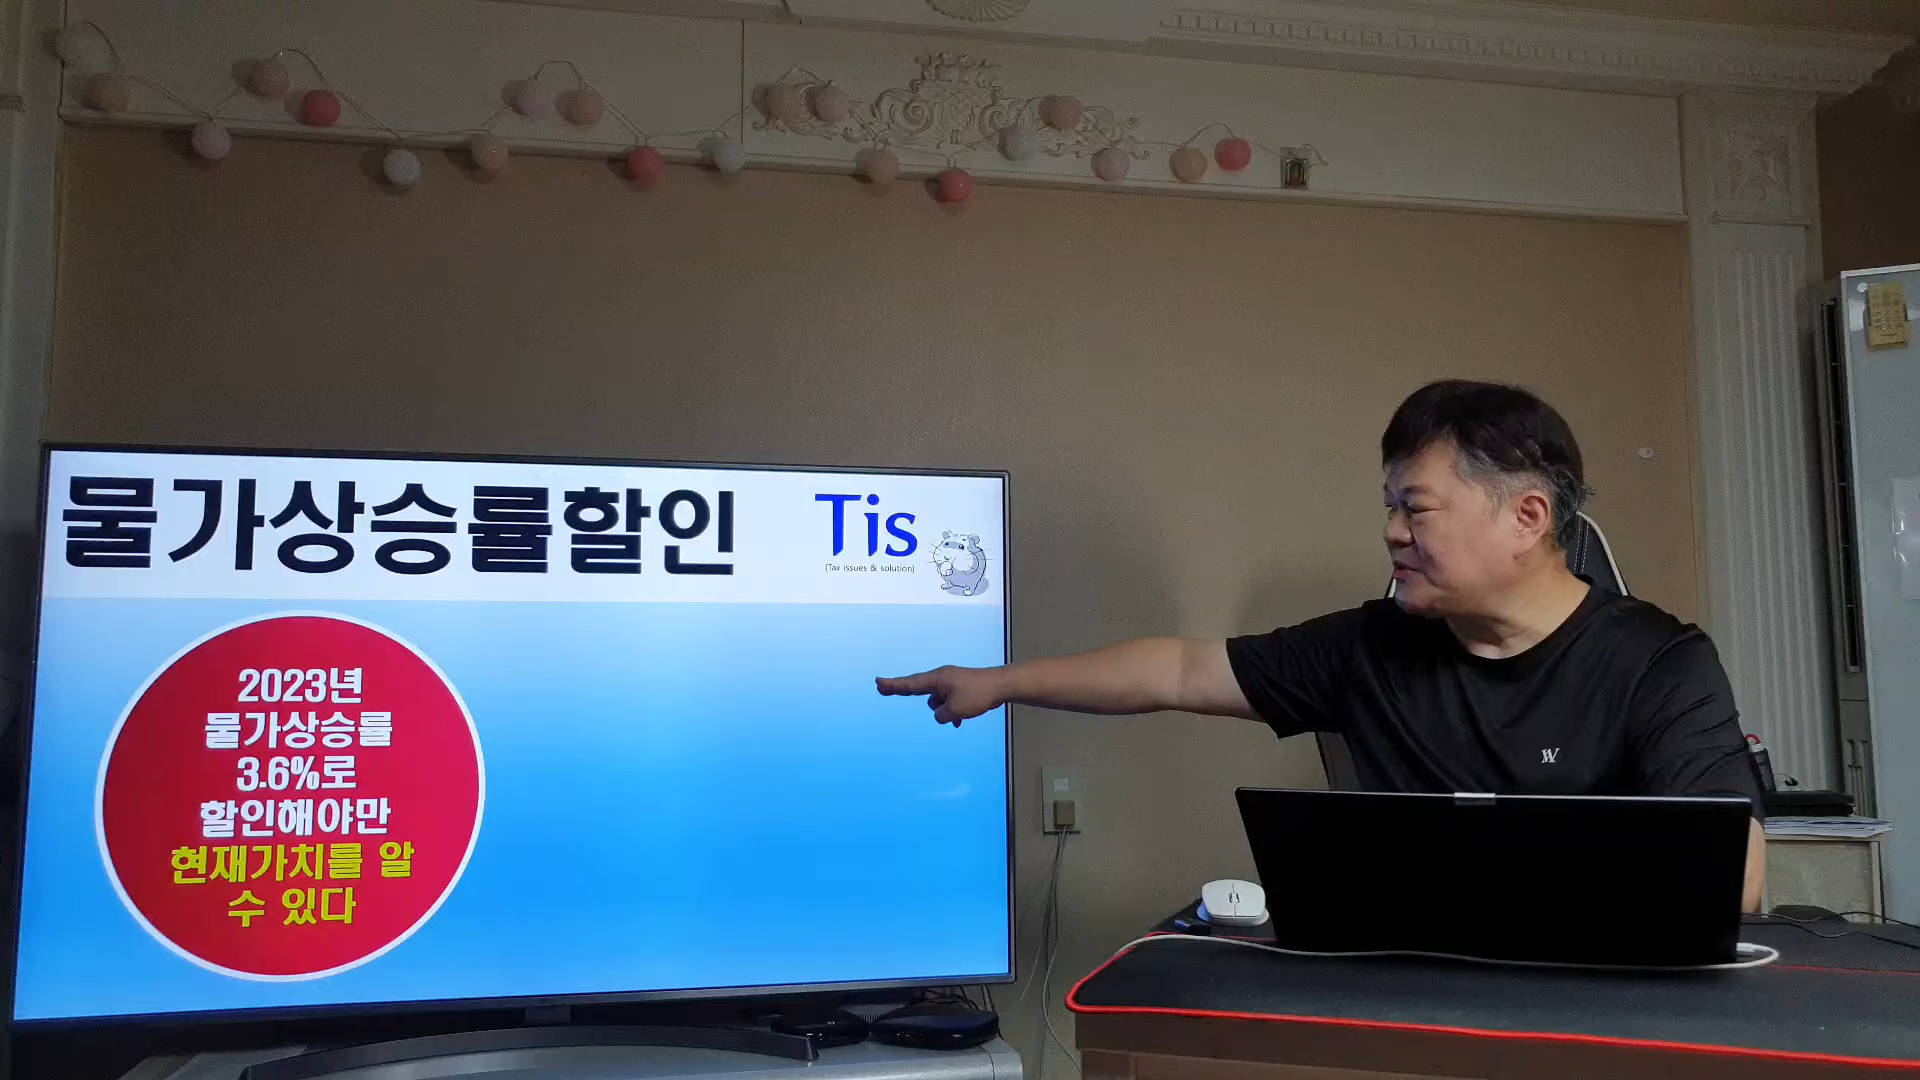 물가상승률할인
Tis
(Tax issues & solution)
2023년
물가상승률
3.6%로
할인해야만
현재가치를 알
수 있다
W